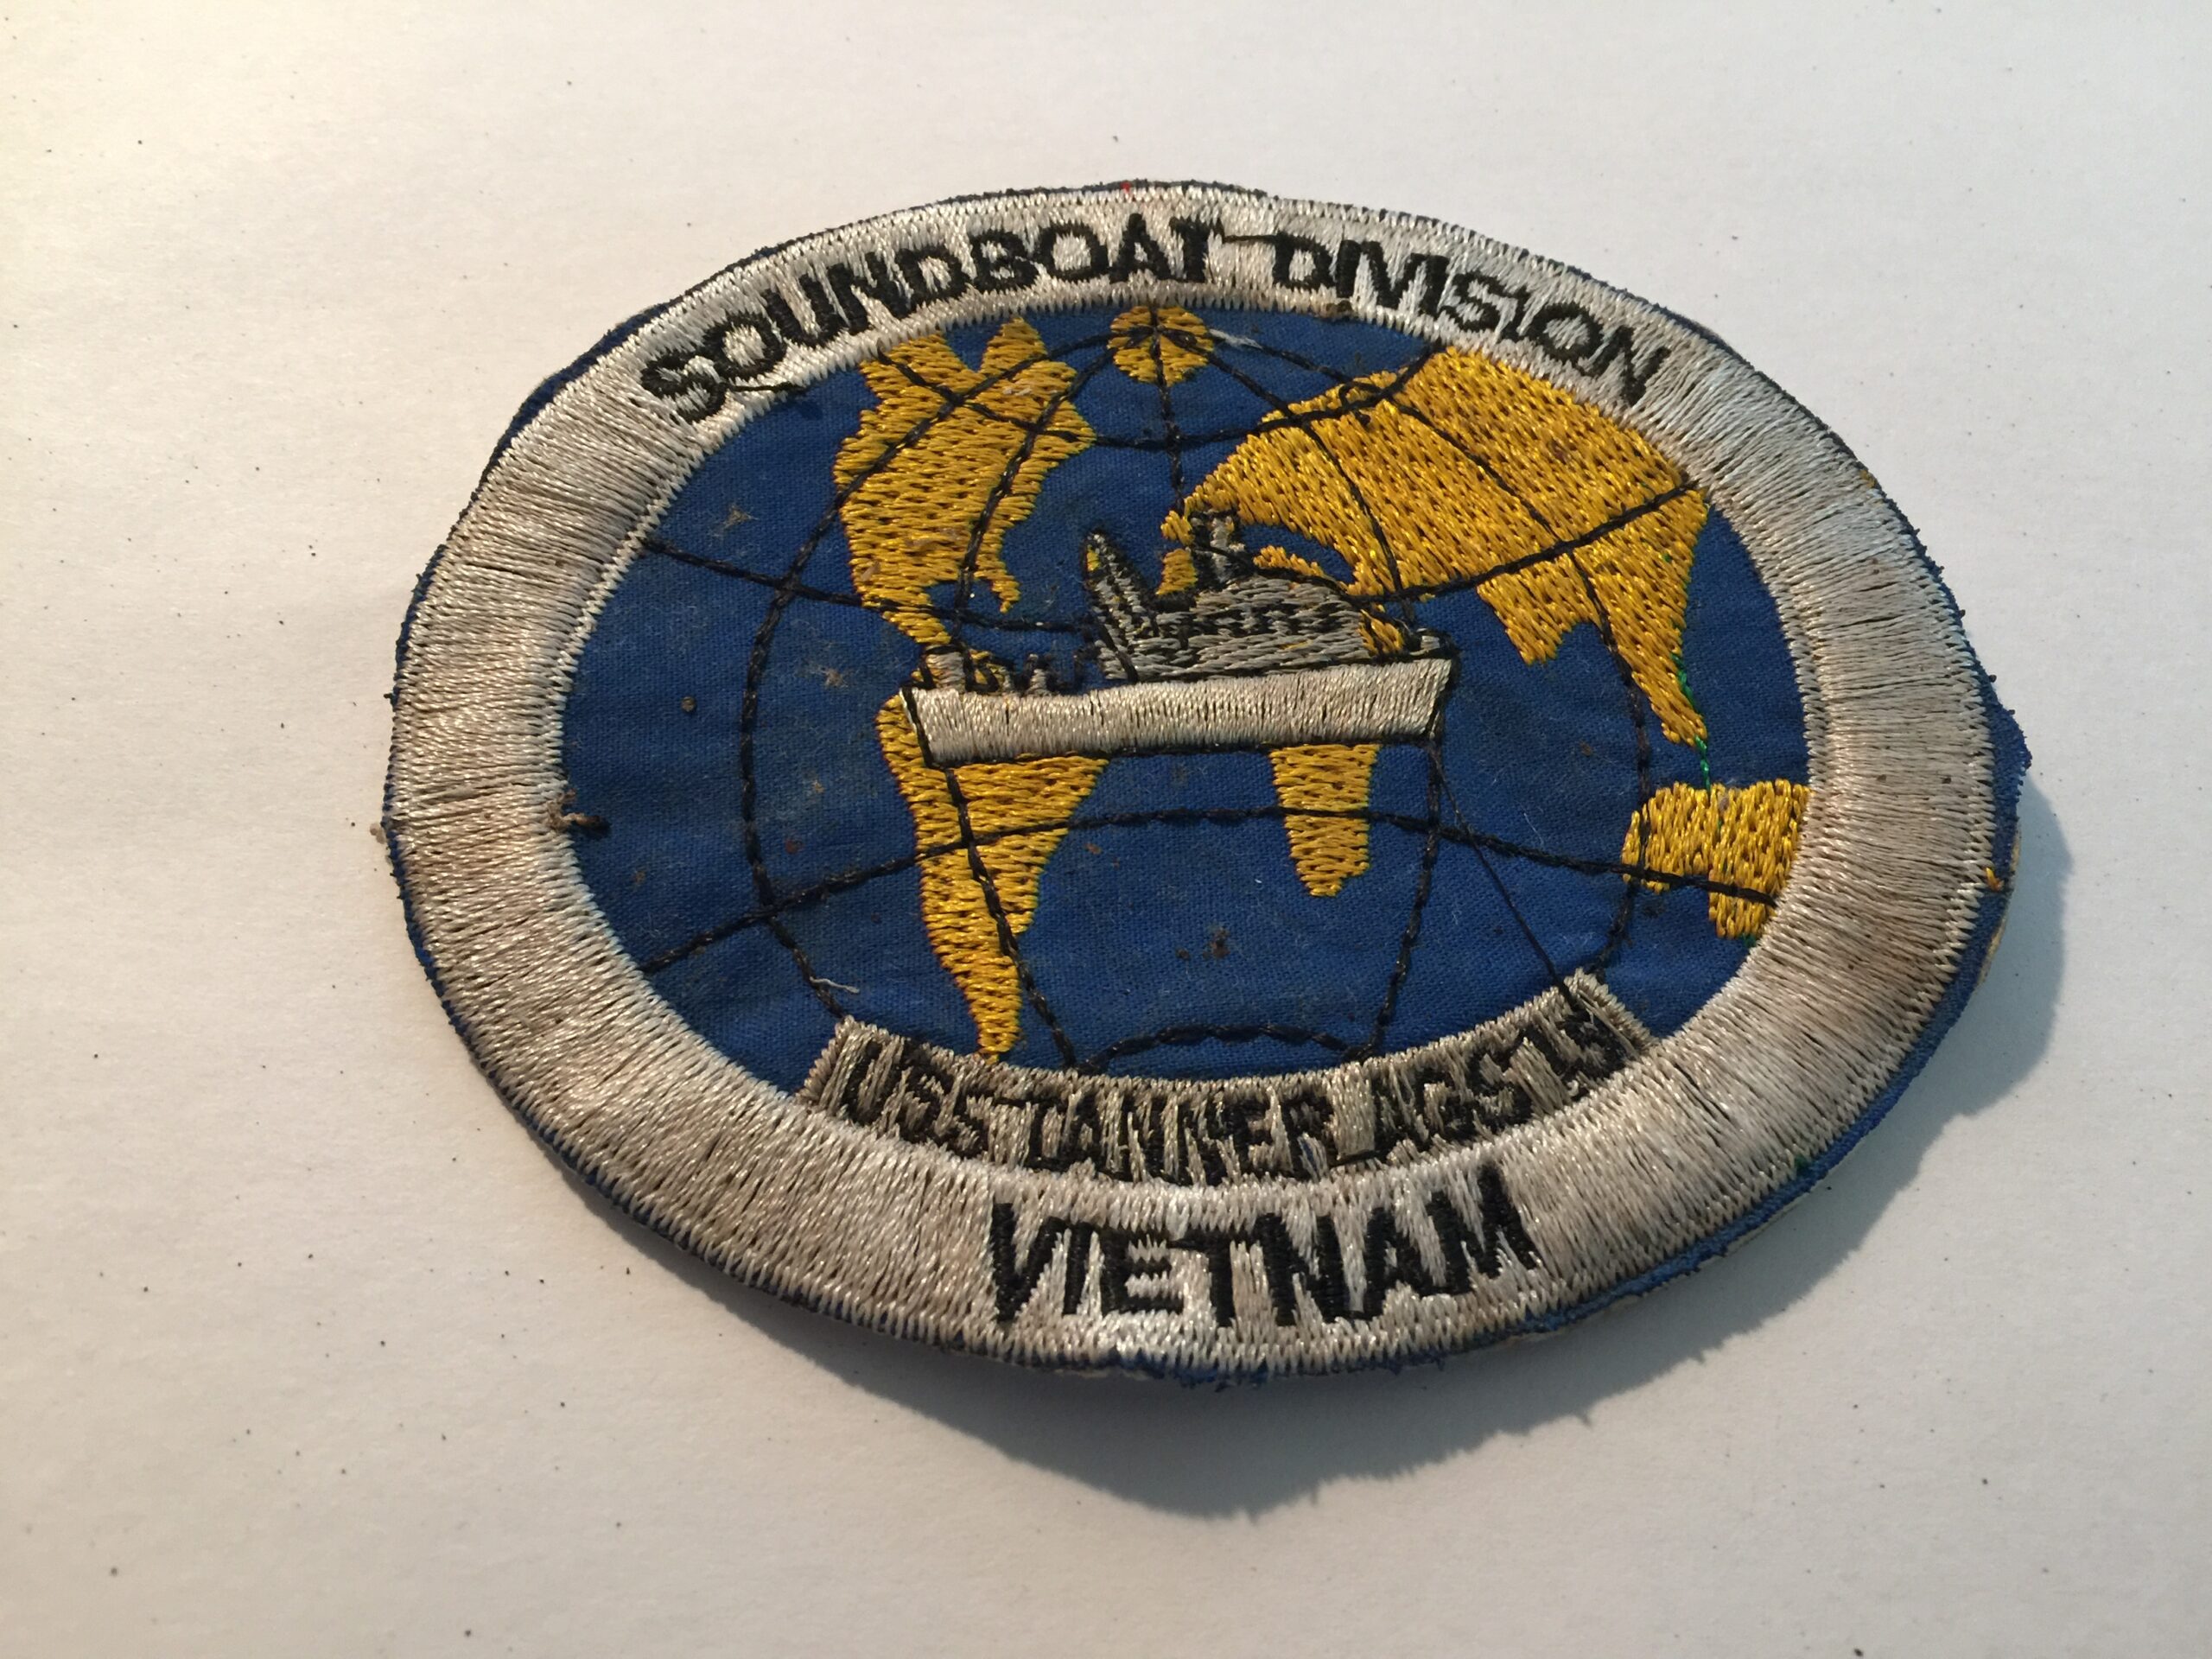 SOUNDBOAT DIVISION
USS TANNER AGS 15
VIETNAM